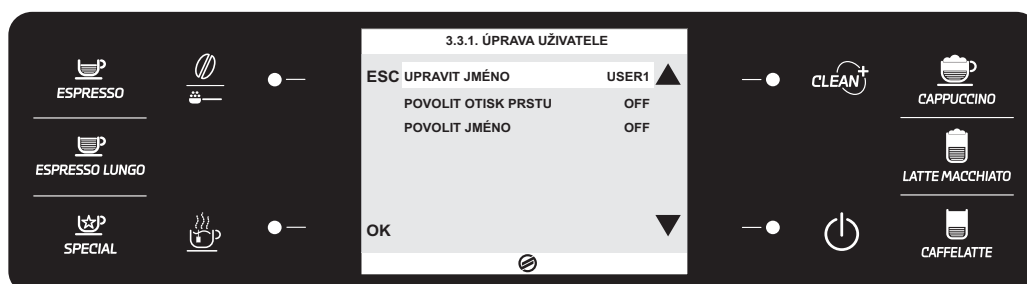 3.3.1. ÚPRAVA UŽIVATELE
ESC UPRAVIT JMÉNO USER1
POVOLIT OTISK PRSTU OFF
POVOLIT JMÉNO OFF
OK
ESPRESSO
ESPRESSO LUNGO
SPECIAL
CLEAN+
CAPPUCCINO
LATTE MACCHIATO
CAFFELATTE